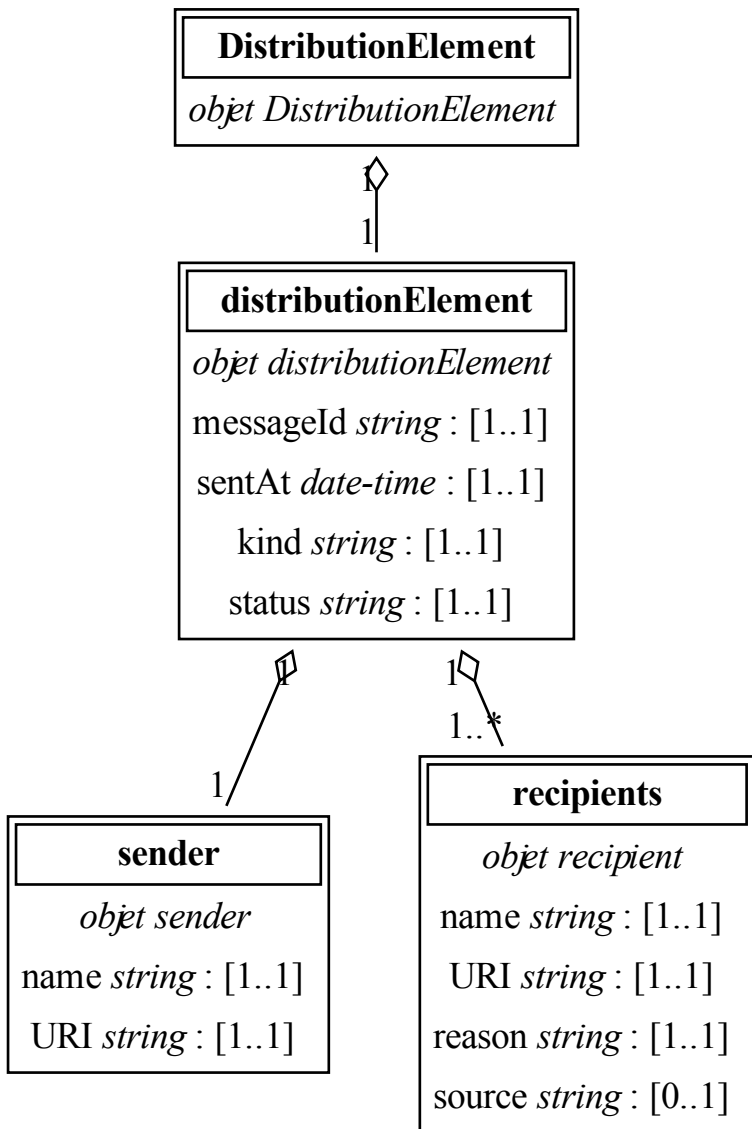 DistributionElement
objet DistributionElement
1
1
distributionElement
objet distributionElement
messageId string : [1..1]
sentAt date-time : [1..1]
kind string : [1..1]
status string : [1..1]
1
1
1
1..*
sender
objet sender
name string : [1..1]
URI string : [1..1]
recipients
objet recipient
name string : [1..1]
URI string : [1..1]
reason string : [1..1]
source string : [0..1]